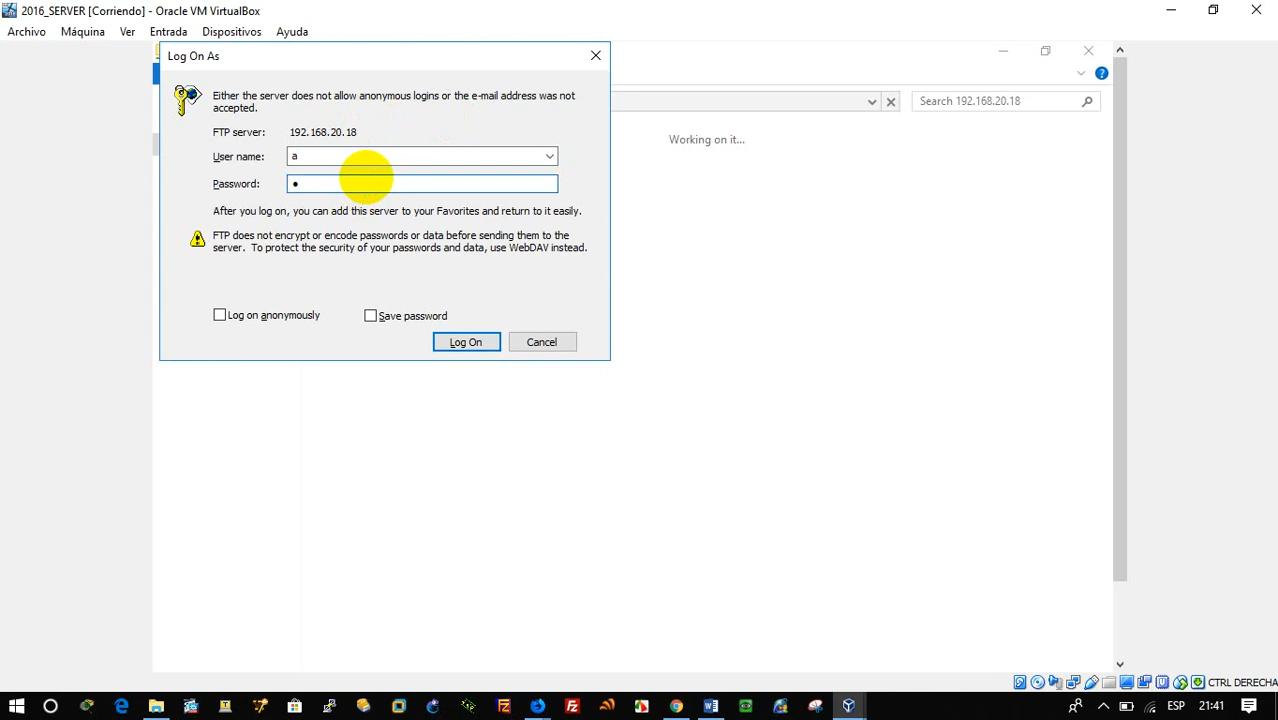 2016_SERVER [Corriendo] - Oracle VM VirtualBox
Archivo Máquina Ver Entrada Dispositivos Ayuda
Log On As
Either the server does not allow anonymous logins or the e-mail address was not
accepted.
FTP server: 192.168.20.18
User name: a
Password: ●
After you log on, you can add this server to your Favorites and return to it easily.
FTP does not encrypt or encode passwords or data before sending them to the
server. To protect the security of your passwords and data, use WebDAV instead.
Log on anonymously Save password
Log On Cancel
Search 192.168.20.18
Working on it...
CTRL DERECHA
ESP 21:41